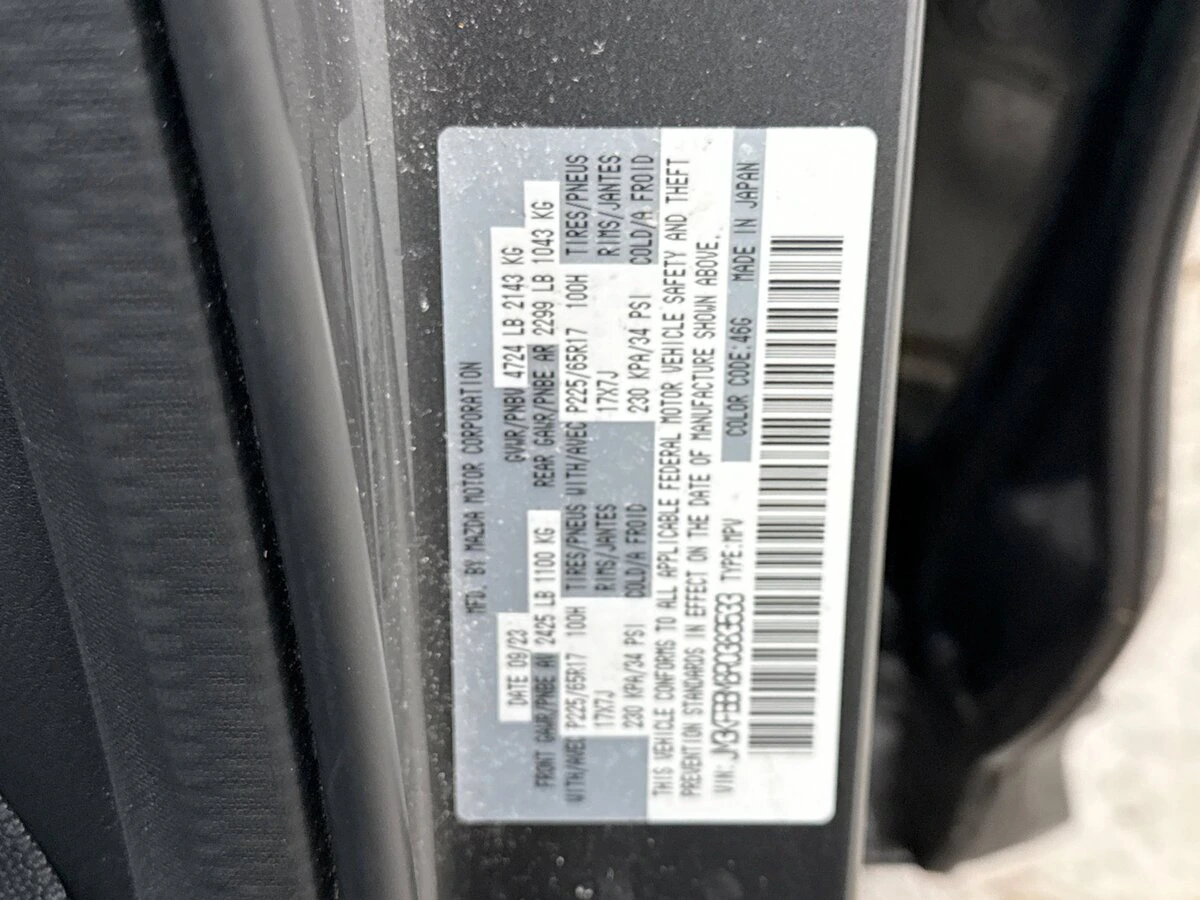 MFD. BY MAZDA MOTOR CORPORATION
DATE 09/23 GVWR/PNBV 4724 LB 2143 KG
FRONT GAWR/PNBE AV 2425 LB 1100 KG REAR GAWR/PNBE AR 2299 LB 1043 KG
WITH/AVEC P225/65R17 100H TIRES/PNEUS WITH/AVEC P225/65R17 100H TIRES/PNEUS
17X7J RIMS/JANTES 17X7J RIMS/JANTES
230 KPA/34 PSI COLD/A FROID 230 KPA/34 PSI COLD/A FROID
THIS VEHICLE CONFORMS TO ALL APPLICABLE FEDERAL MOTOR VEHICLE SAFETY AND THEFT
PREVENTION STANDARDS IN EFFECT ON THE DATE OF MANUFACTURE SHOWN ABOVE.
VIN: JM3KFBBM8R0383533 TYPE:MPV COLOR CODE:46G MADE IN JAPAN